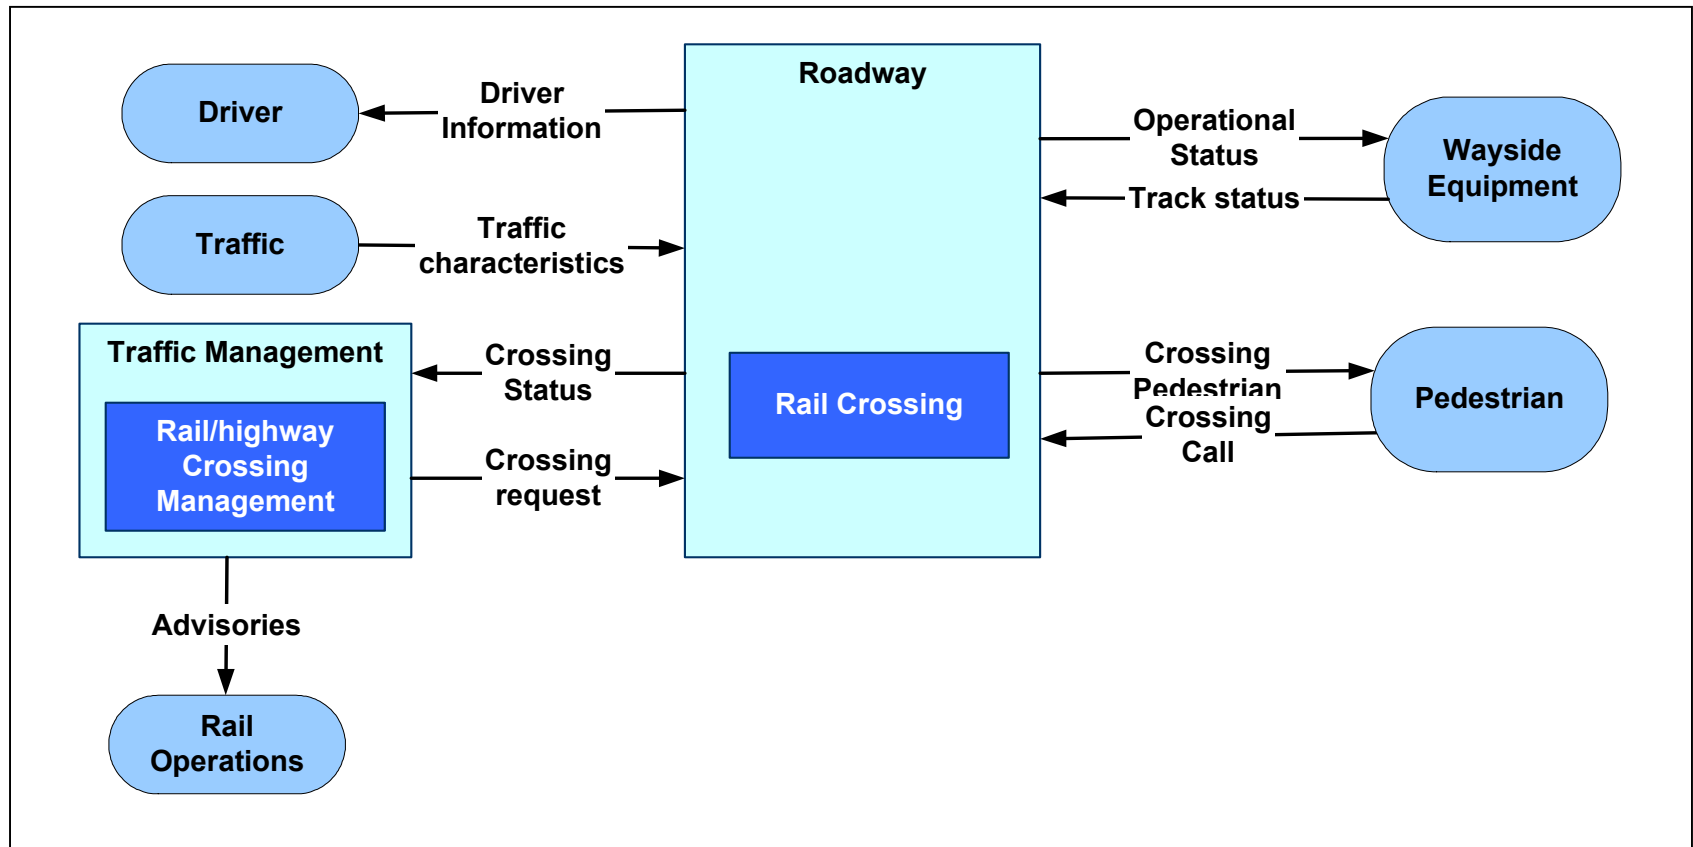 Roadway
Driver
Driver
Information
Operational
Status
Wayside
Equipment
Track status
Traffic
Traffic
characteristics
Traffic Management
Crossing
Status
Rail/highway
Crossing
Management
Crossing
request
Rail Crossing
Crossing
Pedestrian
Crossing
Call
Pedestrian
Advisories
Rail
Operations